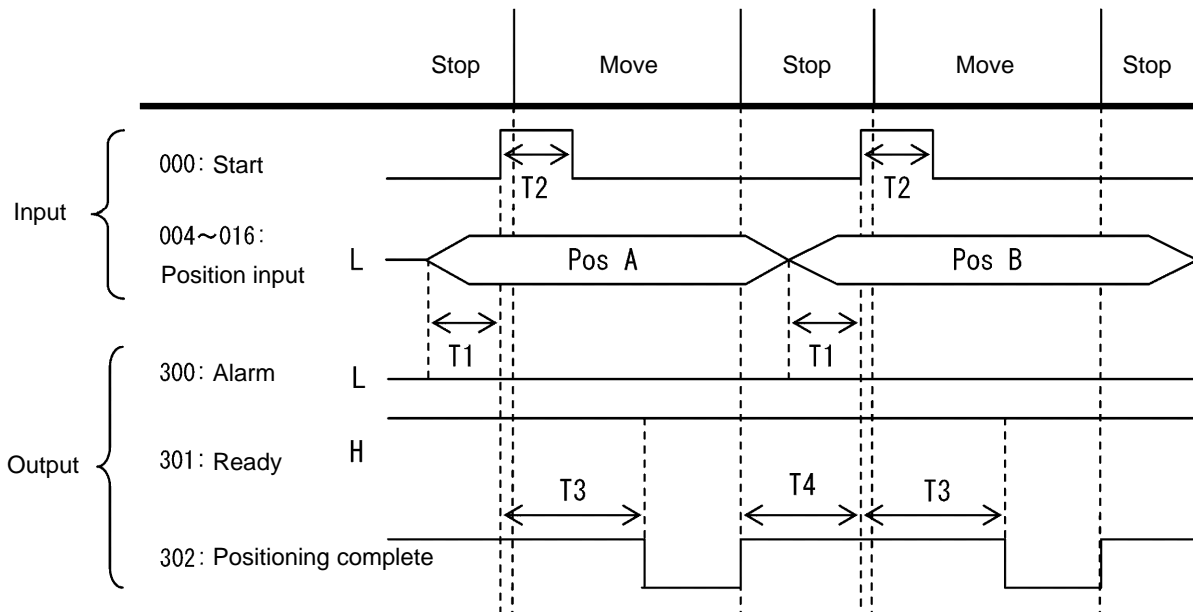 Stop Move Stop Move Stop
Input
000: Start
T2 T2
004～016:
Position input
L
Pos A Pos B
T1 T1
300: Alarm
L
Output
301: Ready
H
T3 T4 T3
302: Positioning complete